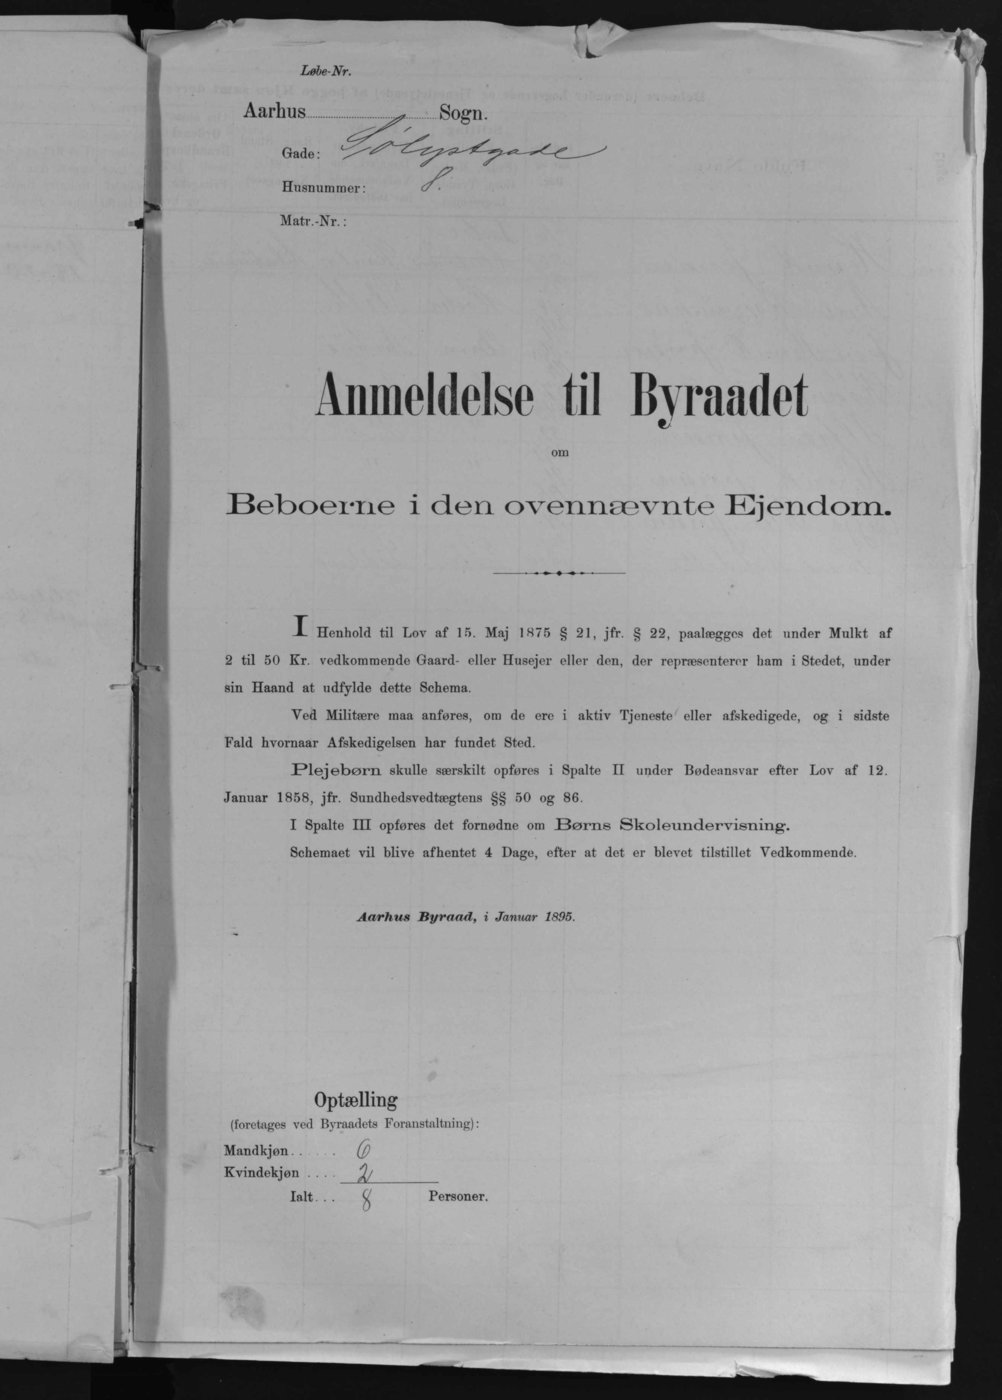 Løbe-Nr.
Aarhus Sogn.
Gade: Sölystgade
Husnummer: 8.
Matr.-Nr.:
Anmeldelse til Byraadet
om
Beboerne i den ovennævnte Ejendom.
I Henhold til Lov af 15. Maj 1875 § 21, jfr. § 22, paalægges det under Mulkt af
2 til 50 Kr. vedkommende Gaard- eller Husejer eller den, der repræsenterer ham i Stedet, under
sin Haand at udfylde dette Schema.
Ved Militære maa anføres, om de ere i aktiv Tjeneste eller afskedigede, og i sidste
Fald hvornaar Afskedigelsen har fundet Sted.
Plejebørn skulle særskilt opføres i Spalte II under Bødeansvar efter Lov af 12.
Januar 1858, jfr. Sundhedsvedtægtens §§ 50 og 86.
I Spalte III opføres det fornødne om Børns Skoleundervisning.
Schemaet vil blive afhentet 4 Dage, efter at det er blevet tilstillet Vedkommende.
Aarhus Byraad, i Januar 1895.
Optælling
(foretages ved Byraadets Foranstaltning):
Mandkjøn..... 6
Kvindekjøn .... 2
Ialt... 8 Personer.